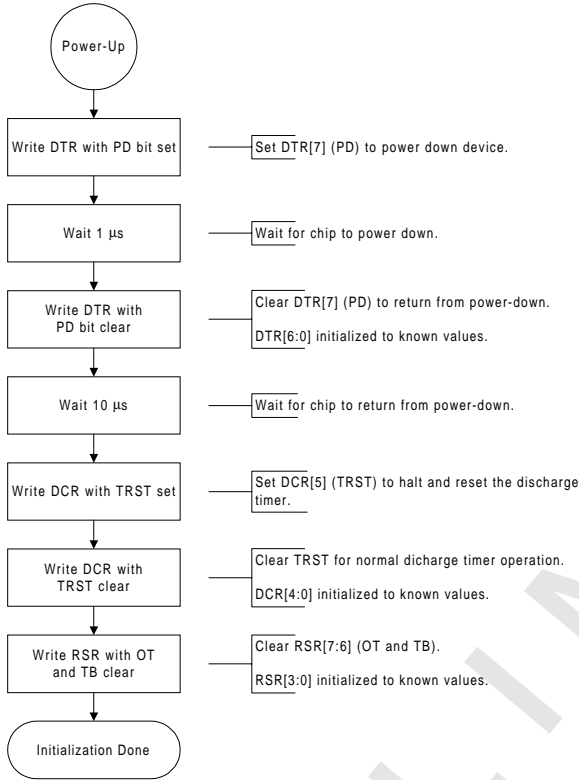 Power-Up
Write DTR with PD bit set
Set DTR[7] (PD) to power down device.
Wait 1 µs
Wait for chip to power down.
Write DTR with
PD bit clear
Clear DTR[7] (PD) to return from power-down.
DTR[6:0] initialized to known values.
Wait 10 µs
Wait for chip to return from power-down.
Write DCR with TRST set
Set DCR[5] (TRST) to halt and reset the discharge
timer.
Write DCR with
TRST clear
Clear TRST for normal dicharge timer operation.
DCR[4:0] initialized to known values.
Write RSR with OT
and TB clear
Clear RSR[7:6] (OT and TB).
RSR[3:0] initialized to known values.
Initialization Done